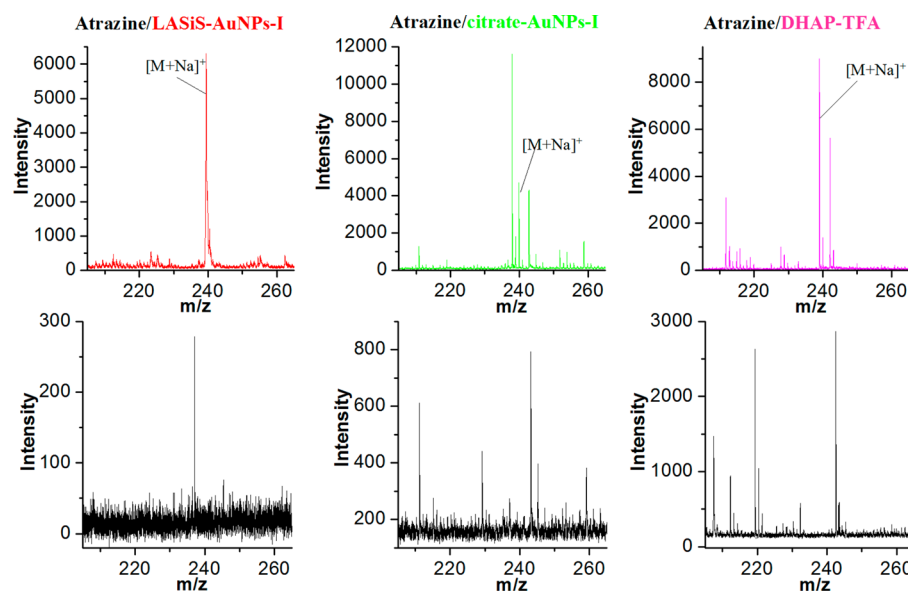 Atrazine/LASiS-AuNPs-I
6000
5000
4000
3000
2000
1000
0
Intensity
[M+Na]+
220
240
260
m/z
Atrazine/citrate-AuNPs-I
12000
10000
8000
6000
4000
2000
0
Intensity
[M+Na]+
220
240
260
m/z
Atrazine/DHAP-TFA
8000
6000
4000
2000
0
Intensity
[M+Na]+
220
240
260
m/z
300
200
100
0
Intensity
220
240
260
m/z
800
600
400
200
Intensity
220
240
260
m/z
3000
2000
1000
0
Intensity
220
240
260
m/z